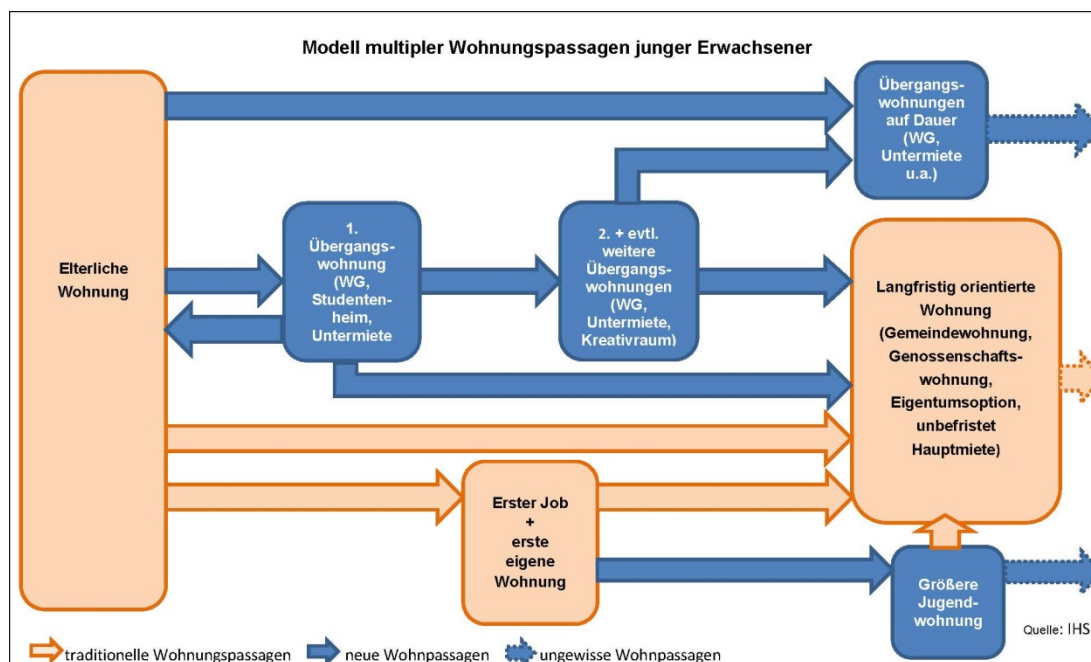 Modell multipler Wohnungspassagen junger Erwachsener
Elterliche
Wohnung
1.
Übergangs-
wohnung
(WG,
Studenten-
heim,
Untermiete
2. + evtl.
weitere
Übergangs-
wohnungen
(WG,
Untermiete,
Kreativraum)
Übergangs-
wohnungen
auf Dauer
(WG,
Untermiete
u.a.)
Langfristig orientierte
Wohnung
(Gemeindewohnung,
Genossenschafts-
wohnung,
Eigentumsoption,
unbefristet
Hauptmiete)
Erster Job
+
erste
eigene
Wohnung
Größere
Jugend-
wohnung
Quelle: IHS
traditionelle Wohnungspassagen
neue Wohnpassagen
ungewisse Wohnpassagen